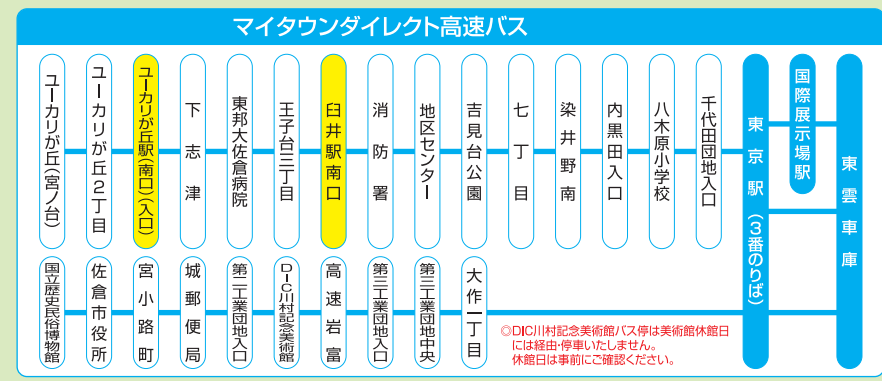 マイタウンダイレクト高速バス
ユーカリが丘(宮ノ台)
ユーカリが丘2丁目
ユーカリが丘駅(南口)(入口)
下志津
東邦大佐倉病院
王子台三丁目
臼井駅南口
消防署
地区センター
吉見台公園
七丁目
染井野南
内黒田入口
八木原小学校
千代田団地入口
東京駅(3番のりば)
国際展示場駅
東雲車庫
国立歴史民俗博物館
佐倉市役所
宮小路町
城郵便局
第二工業団地入口
DIC川村記念美術館
高速岩富
第三工業団地入口
第三工業団地中央
大作一丁目
◎DIC川村記念美術館バス停は美術館休館日
には経由・停車いたしません。
休館日は事前にご確認ください。